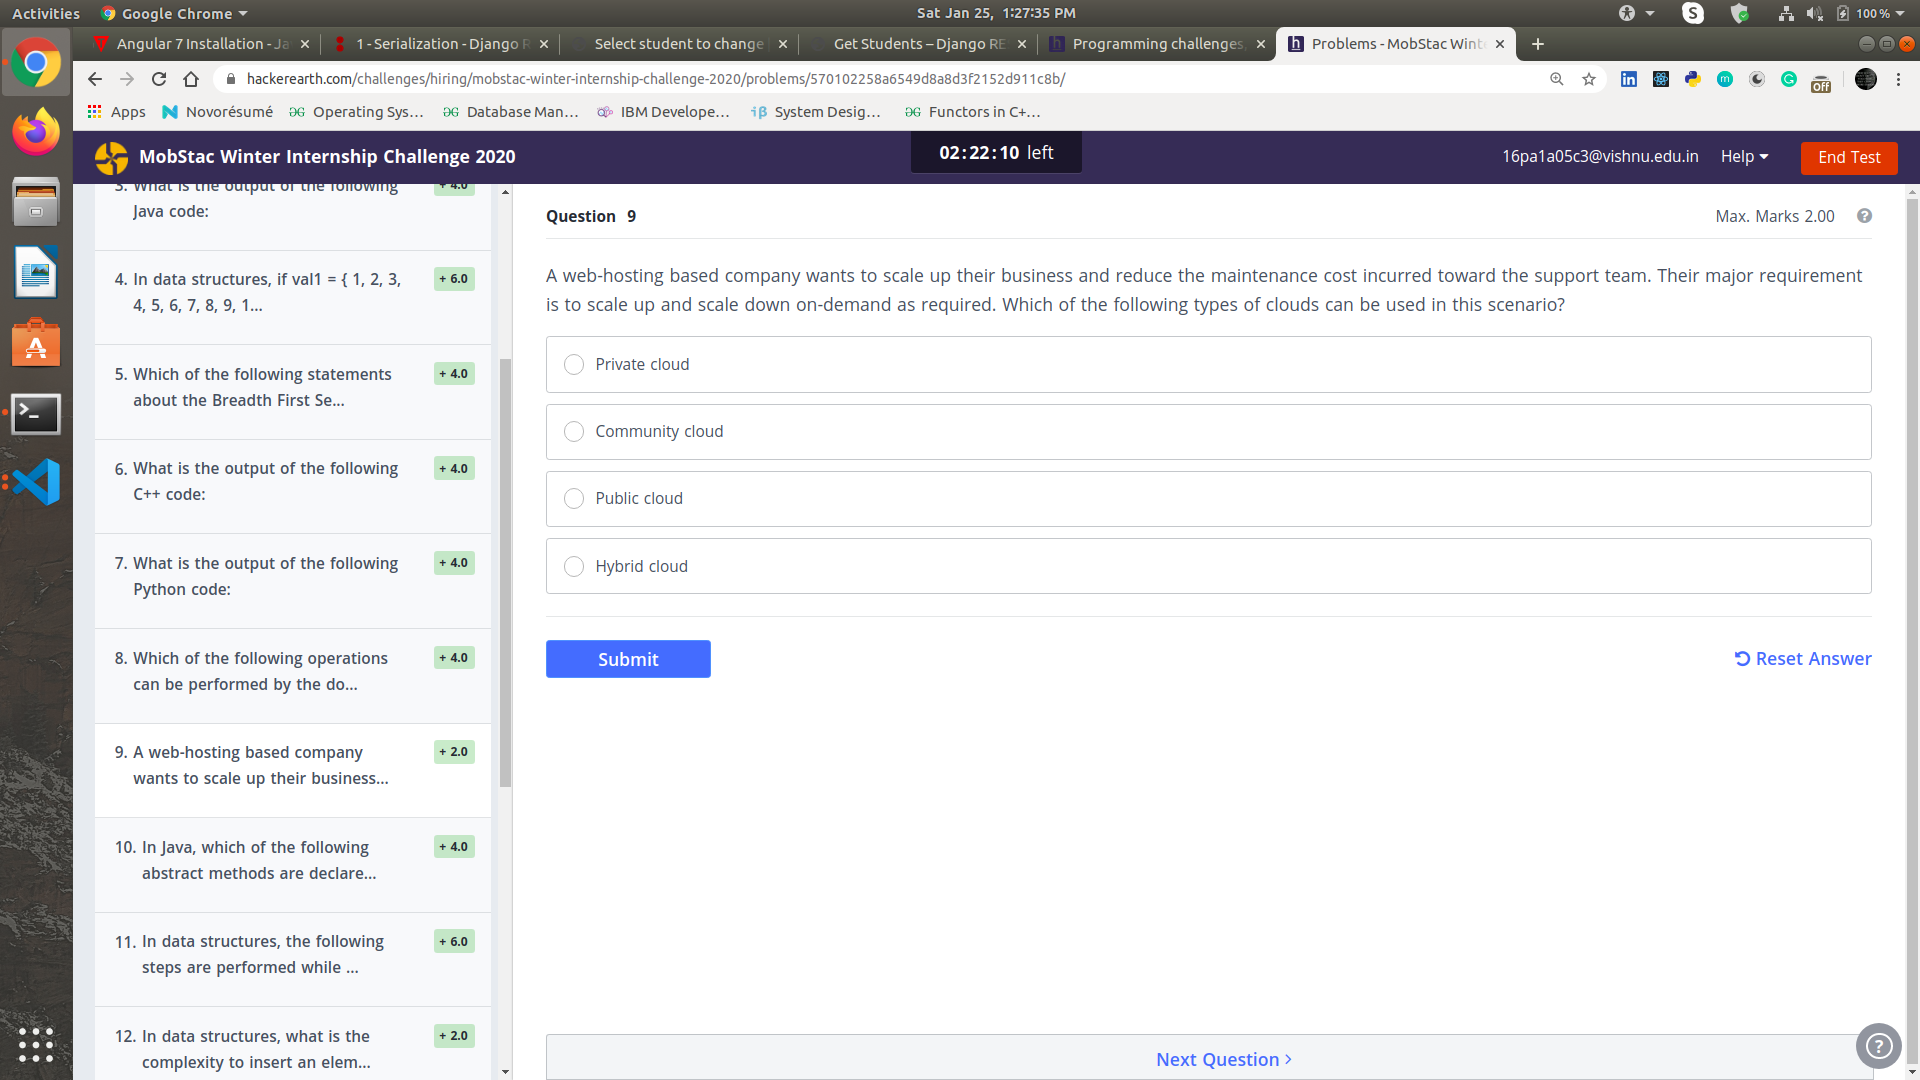 Activities
Google Chrome
Sat Jan 25, 1:27:35 PM
100 %
Angular 7 Installation - Ja
1 - Serialization - Django R
Select student to change
Get Students – Django RE
Programming challenges,
Problems - MobStac Wint
hackerearth.com/challenges/hiring/mobstac-winter-internship-challenge-2020/problems/570102258a6549d8a8d3f2152d911c8b/
Off
Apps
Novorésumé
Operating Sys...
Database Man...
IBM Develope...
System Desig...
Functors in C+...
MobStac Winter Internship Challenge 2020
02:22:10 left
16pa1a05c3@vishnu.edu.in
Help
End Test
3. What is the output of the following
Java code:
+ 4.0
4. In data structures, if val1 = { 1, 2, 3,
4, 5, 6, 7, 8, 9, 1...
+ 6.0
5. Which of the following statements
about the Breadth First Se...
+ 4.0
6. What is the output of the following
C++ code:
+ 4.0
7. What is the output of the following
Python code:
+ 4.0
8. Which of the following operations
can be performed by the do...
+ 4.0
9. A web-hosting based company
wants to scale up their business...
+ 2.0
10. In Java, which of the following
abstract methods are declare...
+ 4.0
11. In data structures, the following
steps are performed while ...
+ 6.0
12. In data structures, what is the
complexity to insert an elem...
+ 2.0
Question 9
Max. Marks 2.00
A web-hosting based company wants to scale up their business and reduce the maintenance cost incurred toward the support team. Their major requirement
is to scale up and scale down on-demand as required. Which of the following types of clouds can be used in this scenario?
Private cloud
Community cloud
Public cloud
Hybrid cloud
Submit
Reset Answer
Next Question